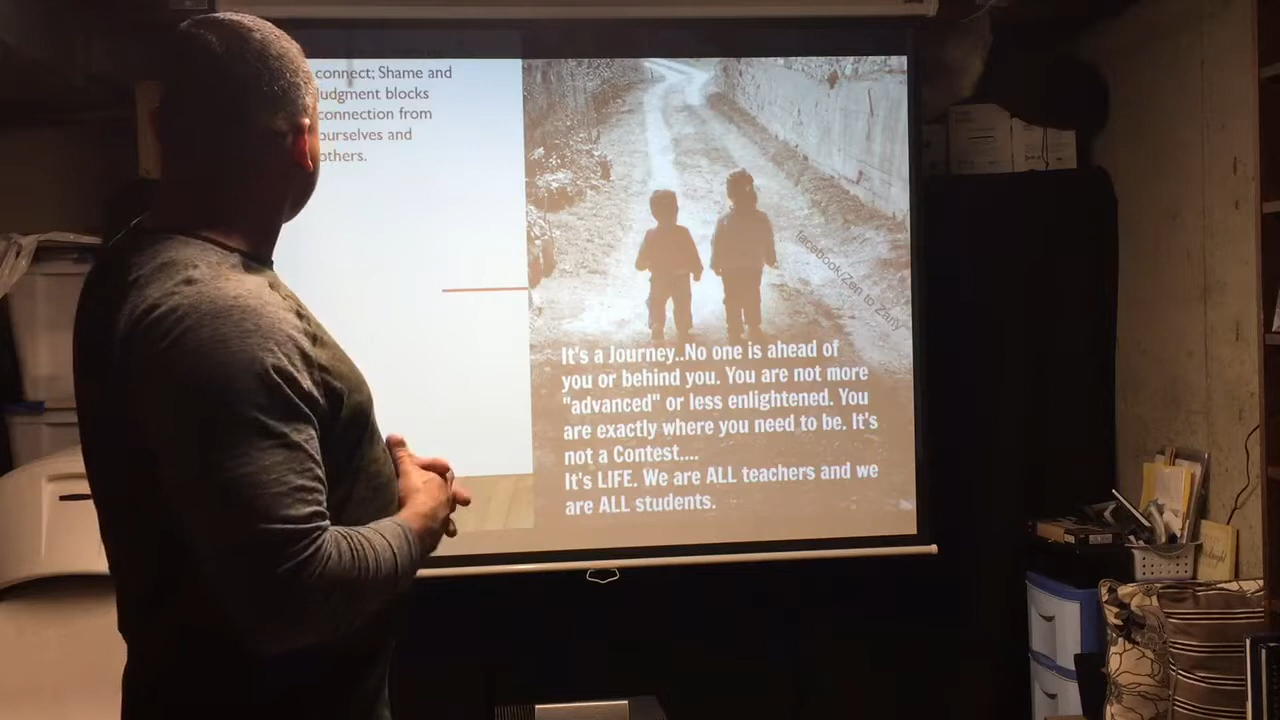 connect; Shame and
Judgment blocks
connection from
ourselves and
others.
facebook/Zen to Zany
It's a Journey..No one is ahead of
you or behind you. You are not more
"advanced" or less enlightened. You
are exactly where you need to be. It's
not a Contest....
It's LIFE. We are ALL teachers and we
are ALL students.